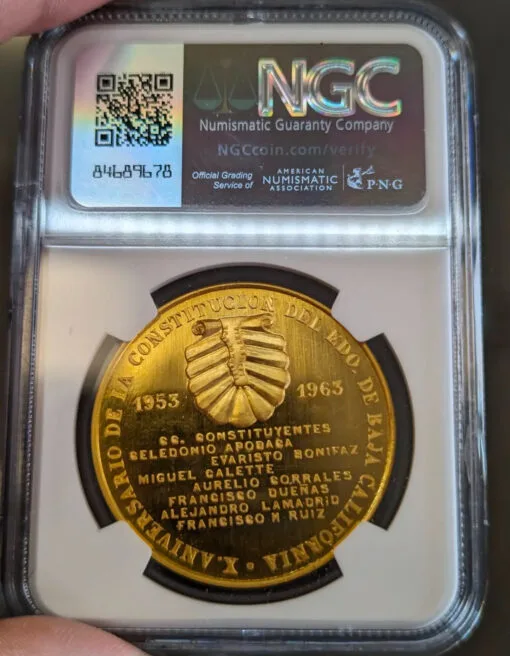 NGC
Numismatic Guaranty Company
NGCcoin.com/verify
84689678
Official Grading
Service of
AMERICAN
NUMISMATIC
ASSOCIATION
P·N·G
X. ANIVERSARIO DE LA CONSTITUCION DEL EDO. DE BAJA CALIFORNIA
1953
1963
CC. CONSTITUYENTES
CELEDONIO APODACA
EVARISTO BONIFAZ
MIGUEL CALETTE
AURELIO CORRALES
FRANCISCO DUEÑAS
ALEJANDRO LAMADRID
FRANCISCO H RUIZ